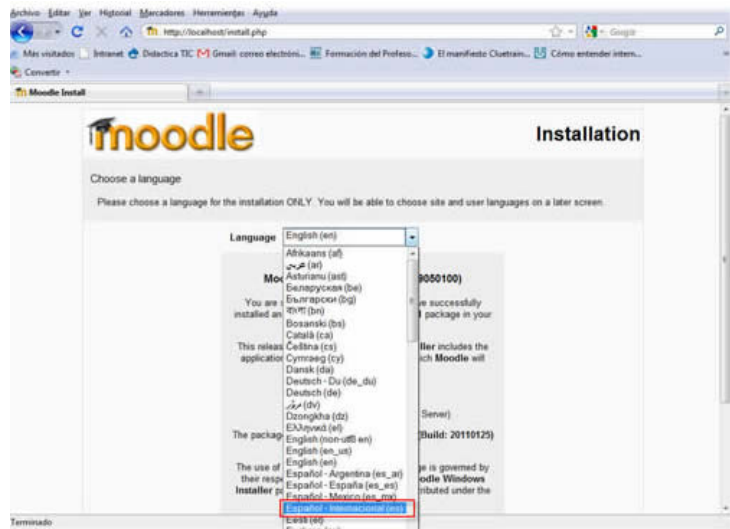 Archivo Editar Ver Historial Marcadores Herramientas Ayuda
http://localhost/install.php
Google
Más visitados Intranet Didactica TIC Gmail: correo electróni... Formación del Profeso... El manifiesto Cluetrain... Cómo entender intern...
Convertir
Moodle Install
moodle
Installation
Choose a language
Please choose a language for the installation ONLY. You will be able to choose site and user languages on a later screen.
Language English (en)
Afrikaans (af)
عربي (ar)
Asturianu (ast)
Беларуская (be)
Български (bg)
বাংলা (bn)
Bosanski (bs)
Català (ca)
Čeština (cs)
Cymraeg (cy)
Dansk (da)
Deutsch - Du (de_du)
Deutsch (de)
(dv)
Dzongkha (dz)
Ελληνικά (el)
English (non-utf8 en)
English (en_us)
English (en)
Español - Argentina (es_ar)
Español - España (es_es)
Español - Mexico (es_mx)
Español - Internacional (es)
Eesti (et)
9050100)
You are
successfully
installed
package in your
This
ller includes the
ich Moodle will
Server)
The
(Build: 20110125)
The use of
ge is governed by
their
odle Windows
Installer
ributed under the
Terminado